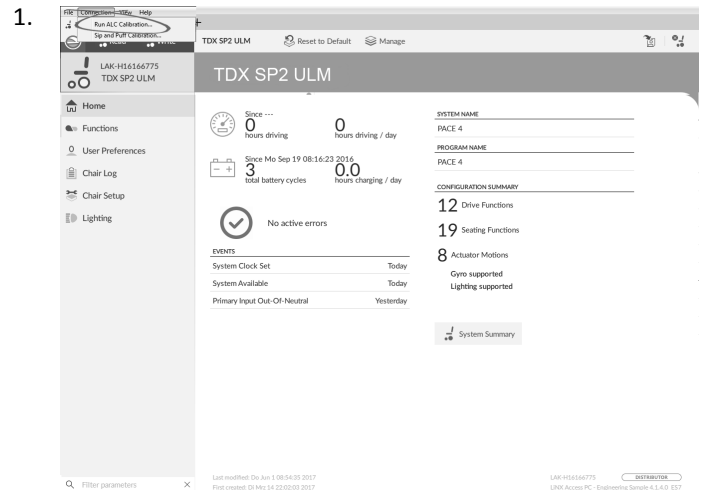 1.
File Connection View Help
Run ALC Calibration...
Sip and Puff Calibration...
Read Write
TDX SP2 ULM
Reset to Default
Manage
LAK-H16166775
TDX SP2 ULM
TDX SP2 ULM
Home
Functions
User Preferences
Chair Log
Chair Setup
Lighting
Since ---
0 0
hours driving hours driving / day
Since Mo Sep 19 08:16:23 2016
3 0.0
total battery cycles hours charging / day
No active errors
EVENTS
System Clock Set Today
System Available Today
Primary Input Out-Of-Neutral Yesterday
SYSTEM NAME
PACE 4
PROGRAM NAME
PACE 4
CONFIGURATION SUMMARY
12 Drive Functions
19 Seating Functions
8 Actuator Motions
Gyro supported
Lighting supported
System Summary
Filter parameters
Last modified: Do Jun 1 08:54:35 2017
First created: Di Mrz 14 22:02:02 2017
LAK-H16166775 DISTRIBUTOR
LiNX Access PC - Engineering Sample 4.1.4.0 E57